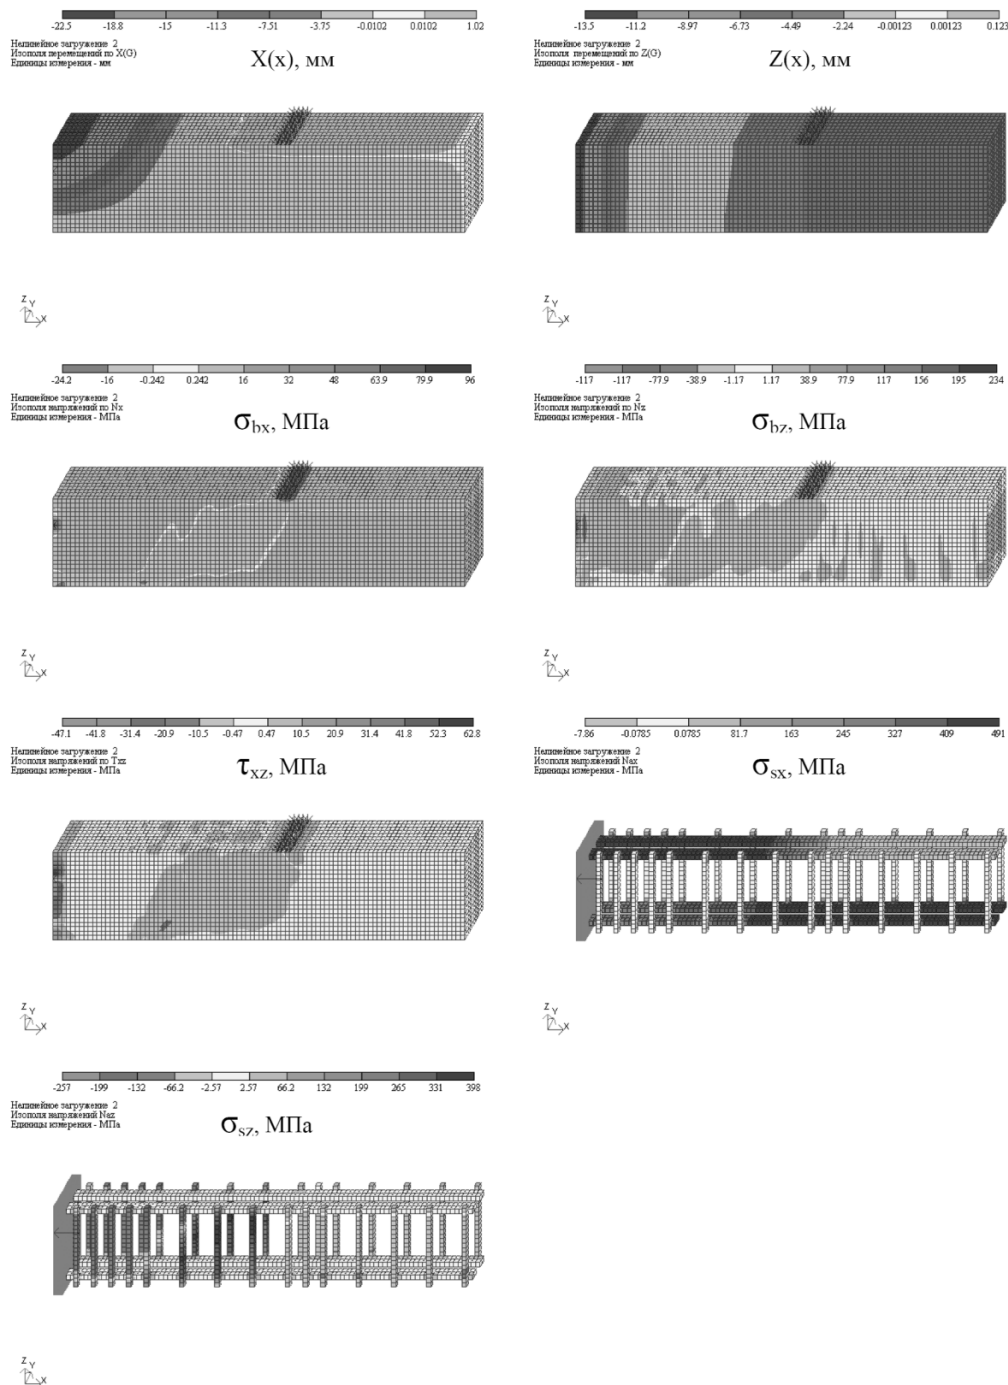 -22.5 -18.8 -15 -11.3 -7.51 -3.75 -0.0102 0.0102 1.02
Нелинейное загружение 2
Изополя перемещений по X(G)
Единицы измерения - мм
X(x), мм
-13.5 -11.2 -8.97 -6.73 -4.49 -2.24 -0.00123 0.00123 0.123
Нелинейное загружение 2
Изополя перемещений по Z(G)
Единицы измерения - мм
Z(x), мм
Z Y X
Z Y X
-24.2 -16 -0.242 0.242 16 32 48 63.9 79.9 96
Нелинейное загружение 2
Изополя напряжений по Nx
Единицы измерения - МПа
σbx, МПа
-117 -117 -77.9 -38.9 -1.17 1.17 38.9 77.9 117 156 195 234
Нелинейное загружение 2
Изополя напряжений по Nz
Единицы измерения - МПа
σbz, МПа
Z Y X
Z Y X
-47.1 -41.8 -31.4 -20.9 -10.5 -0.47 0.47 10.5 20.9 31.4 41.8 52.3 62.8
Нелинейное загружение 2
Изополя напряжений по Txz
Единицы измерения - МПа
τxz, МПа
-7.86 -0.0785 0.0785 81.7 163 245 327 409 491
Нелинейное загружение 2
Изополя напряжений Nax
Единицы измерения - МПа
σsx, МПа
Z Y X
Z Y X
-257 -199 -132 -66.2 -2.57 2.57 66.2 132 199 265 331 398
Нелинейное загружение 2
Изополя напряжений Naz
Единицы измерения - МПа
σsz, МПа
Z Y X